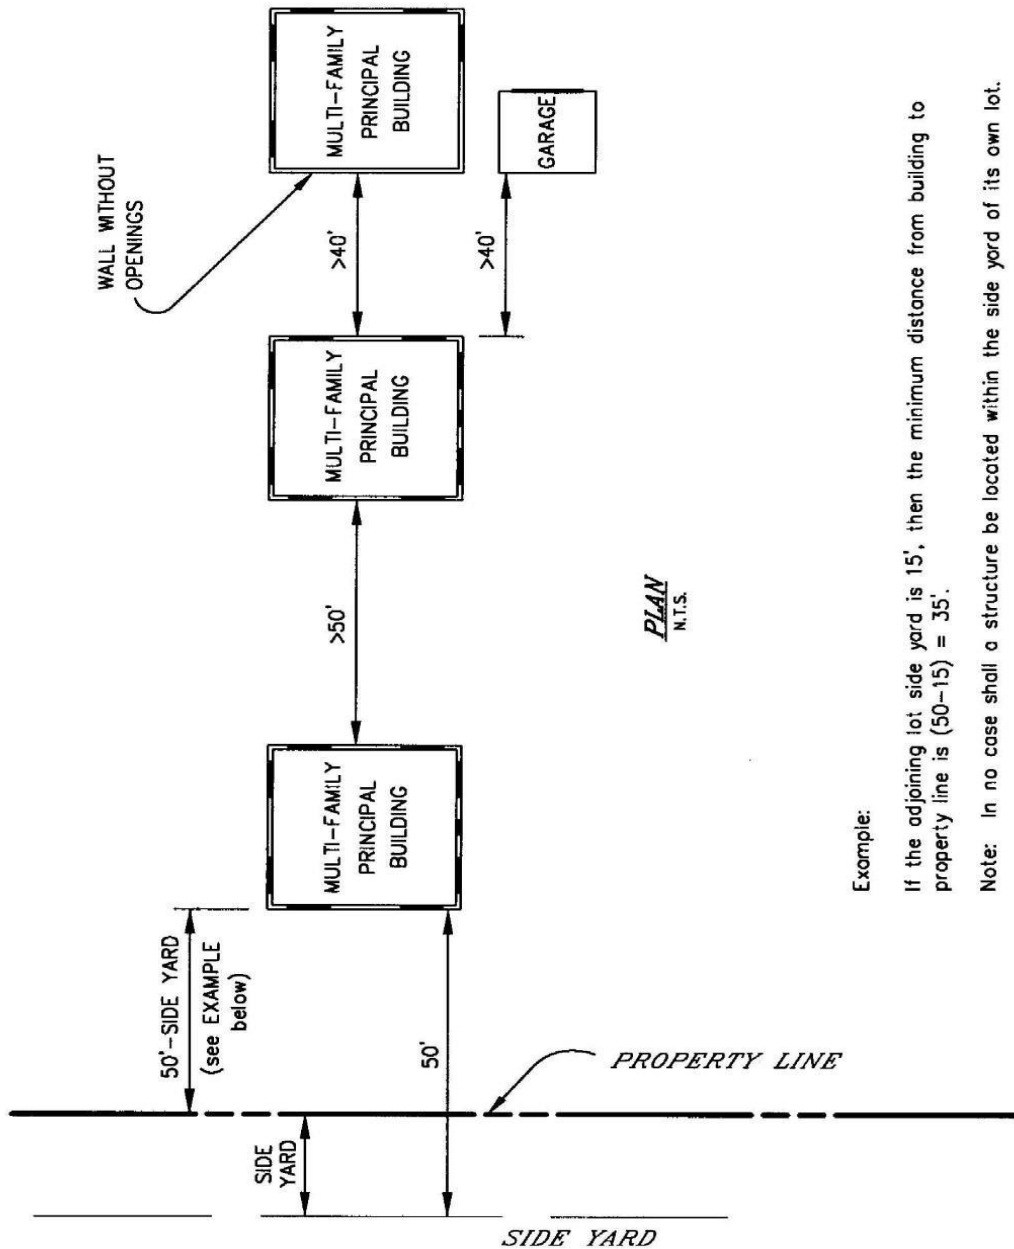 WALL WITHOUT
OPENINGS
50'-SIDE YARD
(see EXAMPLE
below)
SIDE
YARD
50'
MULTI-FAMILY
PRINCIPAL
BUILDING
>50'
MULTI-FAMILY
PRINCIPAL
BUILDING
>40'
MULTI-FAMILY
PRINCIPAL
BUILDING
>40'
GARAGE
SIDE YARD
PROPERTY LINE
PLAN
N.T.S.
Example:
If the adjoining lot side yard is 15', then the minimum distance from building to
property line is (50-15) = 35'.
Note: In no case shall a structure be located within the side yard of its own lot.